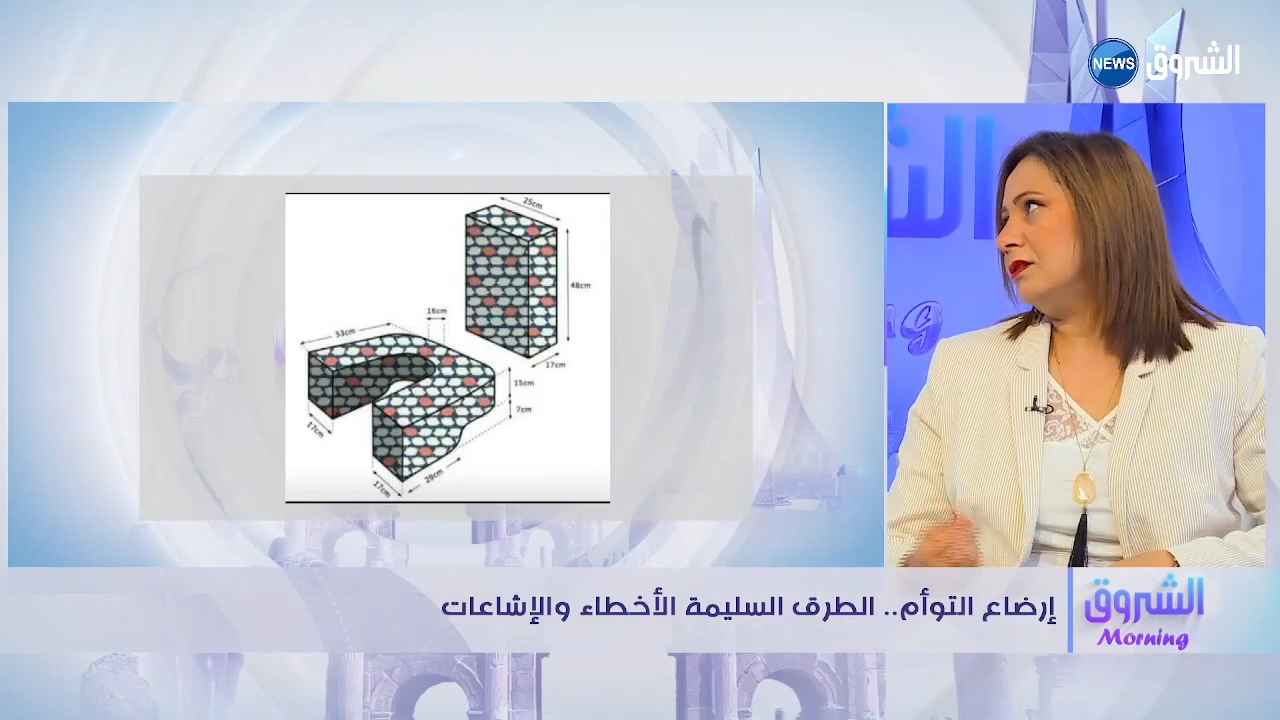 NEWS الشروق
25cm
48cm
16cm
53cm
17cm
15cm
7cm
17cm
29cm
17cm
إرضاع التوأم.. الطرق السليمة الأخطاء والإشاعات
الشروق
Morning